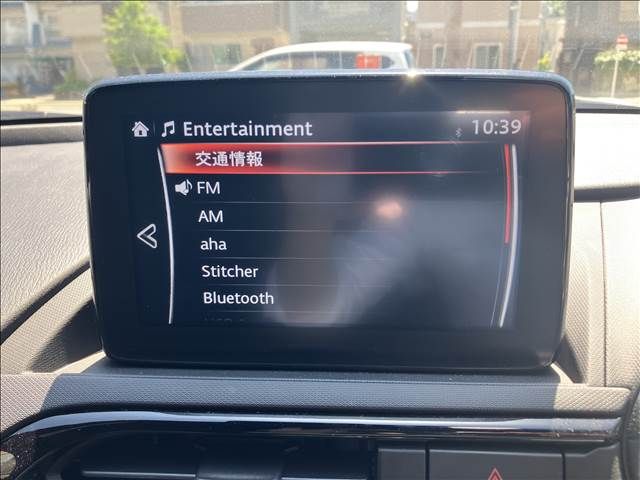 Entertainment 10:39
交通情報
FM
AM
aha
Stitcher
Bluetooth